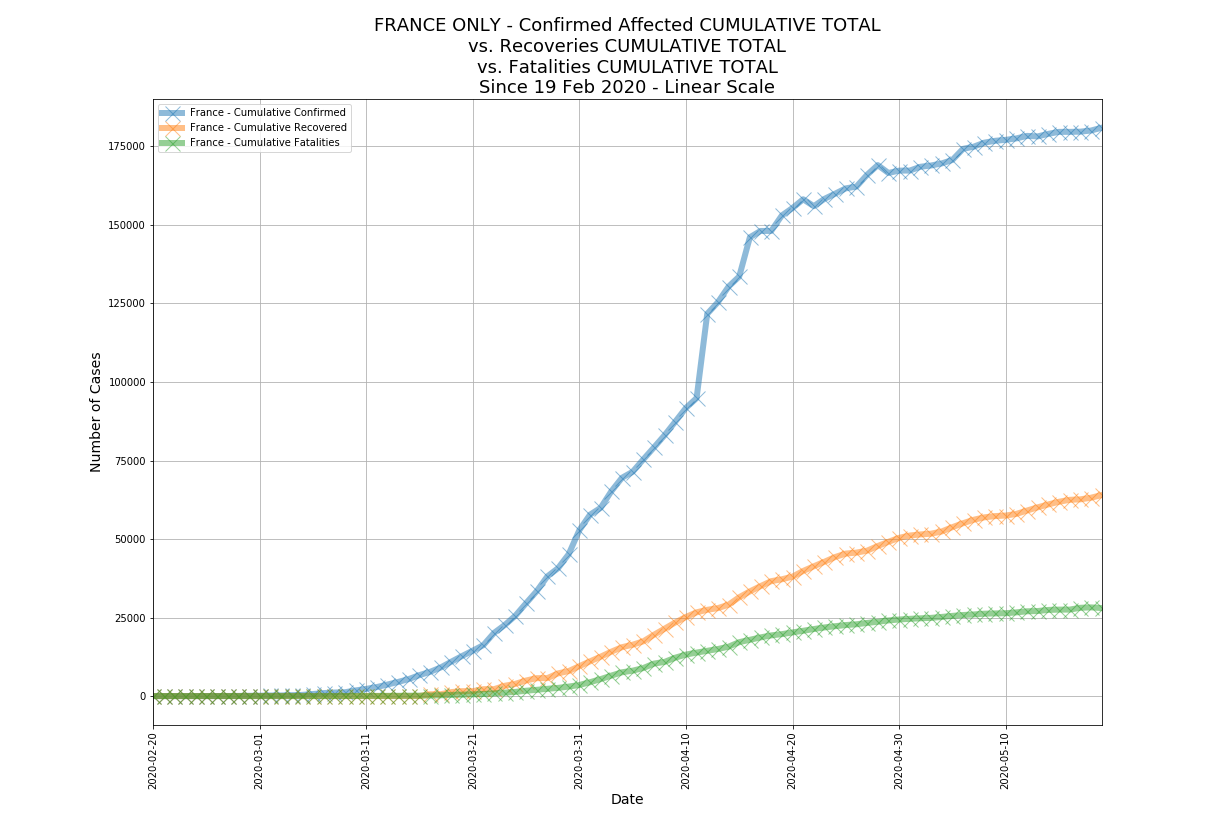 FRANCE ONLY - Confirmed Affected CUMULATIVE TOTAL
vs. Recoveries CUMULATIVE TOTAL
vs. Fatalities CUMULATIVE TOTAL
Since 19 Feb 2020 - Linear Scale
France - Cumulative Confirmed
France - Cumulative Recovered
France - Cumulative Fatalities
Number of Cases
175000
150000
125000
100000
75000
50000
25000
0
2020-02-20
2020-03-01
2020-03-11
2020-03-21
2020-03-31
2020-04-10
2020-04-20
2020-04-30
2020-05-10
Date